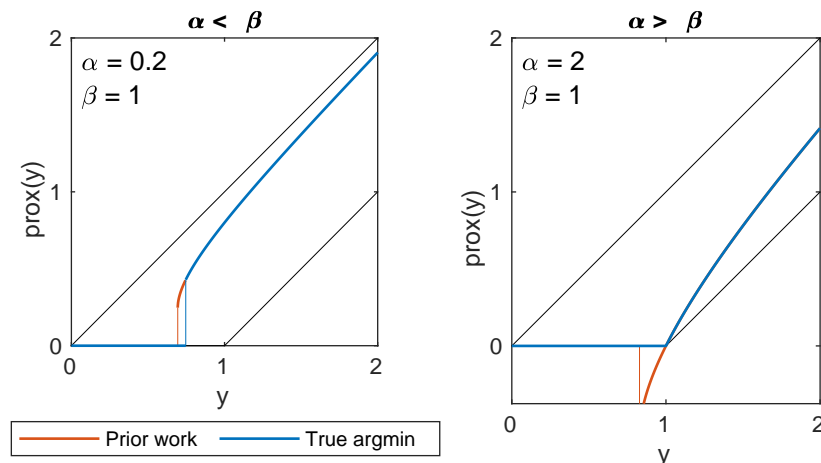 α < β
2
α = 0.2
β = 1
prox(y)
1
0
0
1
2
y
α > β
2
α = 2
β = 1
prox(y)
1
0
0
1
2
y
Prior work
True argmin